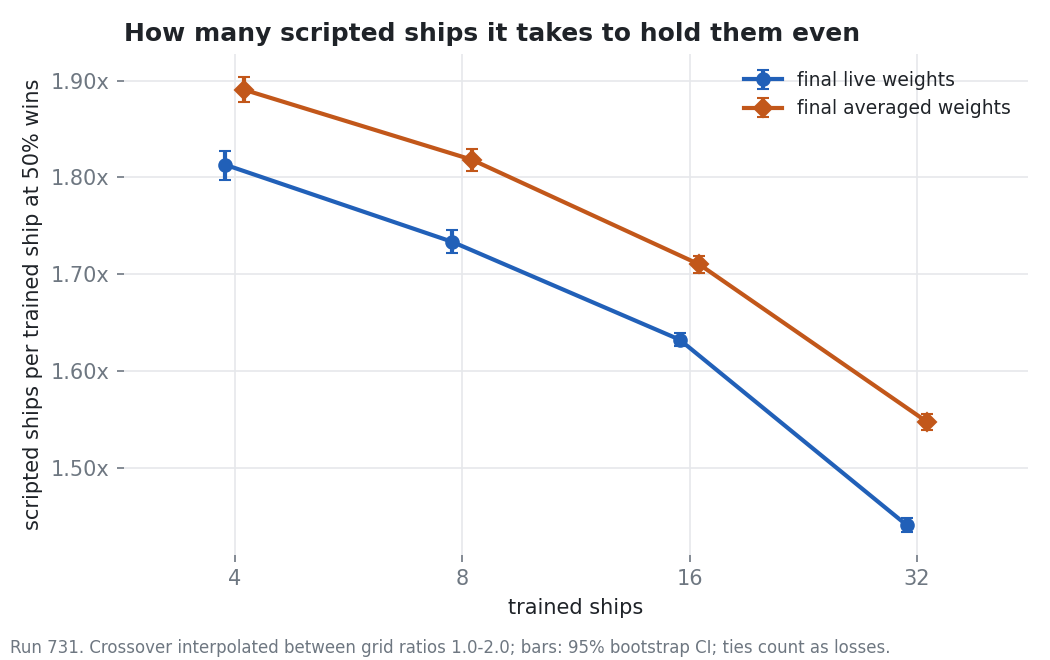 How many scripted ships it takes to hold them even
final live weights
final averaged weights
scripted ships per trained ship at 50% wins
1.90x
1.80x
1.70x
1.60x
1.50x
4
8
16
32
trained ships
Run 731. Crossover interpolated between grid ratios 1.0-2.0; bars: 95% bootstrap CI; ties count as losses.